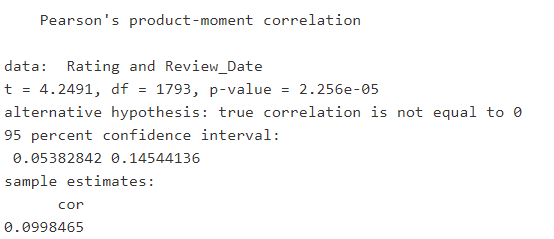 Pearson's product-moment correlation
data:  Rating and Review_Date
t = 4.2491, df = 1793, p-value = 2.256e-05
alternative hypothesis: true correlation is not equal to 0
95 percent confidence interval:
 0.05382842 0.14544136
sample estimates:
      cor
0.0998465